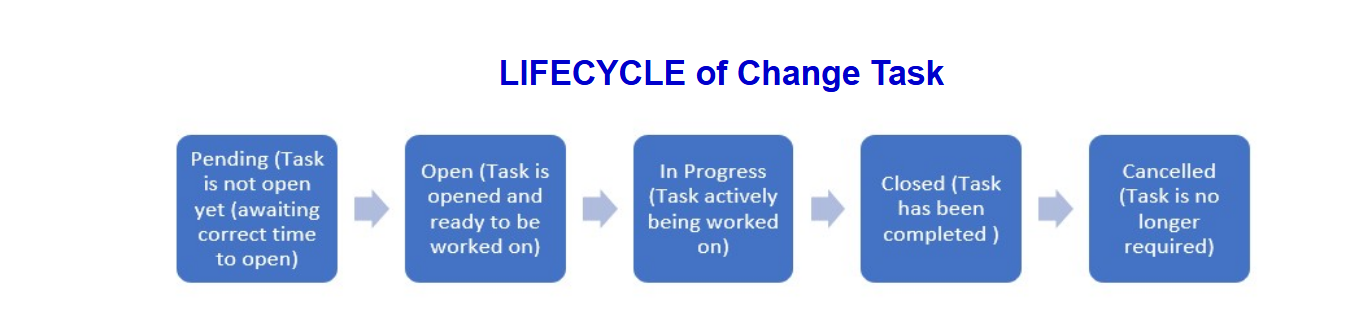 LIFECYCLE of Change Task
Pending (Task
is not open
yet (awaiting
correct time
to open)
Open (Task is
opened and
ready to be
worked on)
In Progress
(Task actively
being worked
on)
Closed (Task
has been
completed )
Cancelled
(Task is no
longer
required)